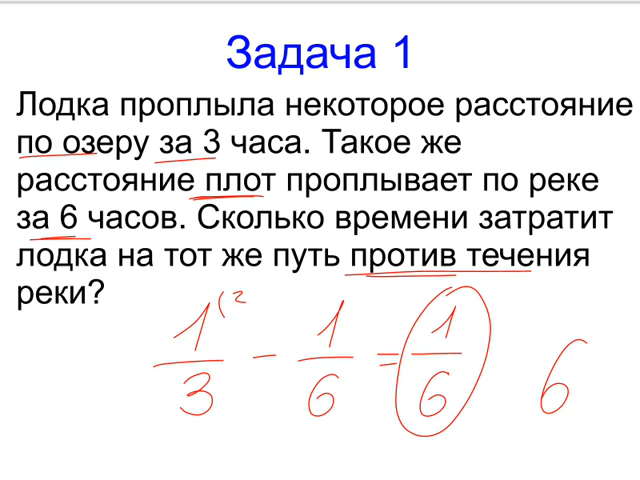 Задача 1
Лодка проплыла некоторое расстояние
по озеру за 3 часа. Такое же
расстояние плот проплывает по реке
за 6 часов. Сколько времени затратит
лодка на тот же путь против течения
реки?
1/3 (2 - 1/6 = 1/6 6